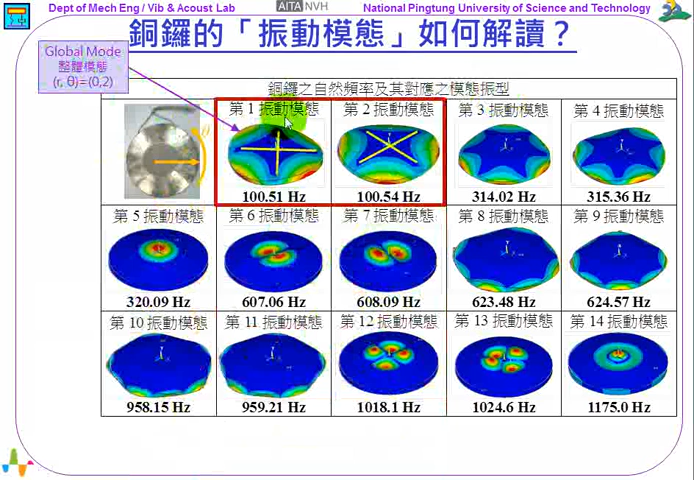 Dept of Mech Eng / Vib & Acoust Lab AITA NVH National Pingtung University of Science and Technology
銅鑼的「振動模態」如何解讀？
Global Mode
整體模態
(r, θ)=(0,2)
銅鑼之自然頻率及其對應之模態振型
θ
r
第 1 振動模態 第 2 振動模態 第 3 振動模態 第 4 振動模態
100.51 Hz 100.54 Hz 314.02 Hz 315.36 Hz
第 5 振動模態 第 6 振動模態 第 7 振動模態 第 8 振動模態 第 9 振動模態
320.09 Hz 607.06 Hz 608.09 Hz 623.48 Hz 624.57 Hz
第 10 振動模態 第 11 振動模態 第 12 振動模態 第 13 振動模態 第 14 振動模態
958.15 Hz 959.21 Hz 1018.1 Hz 1024.6 Hz 1175.0 Hz